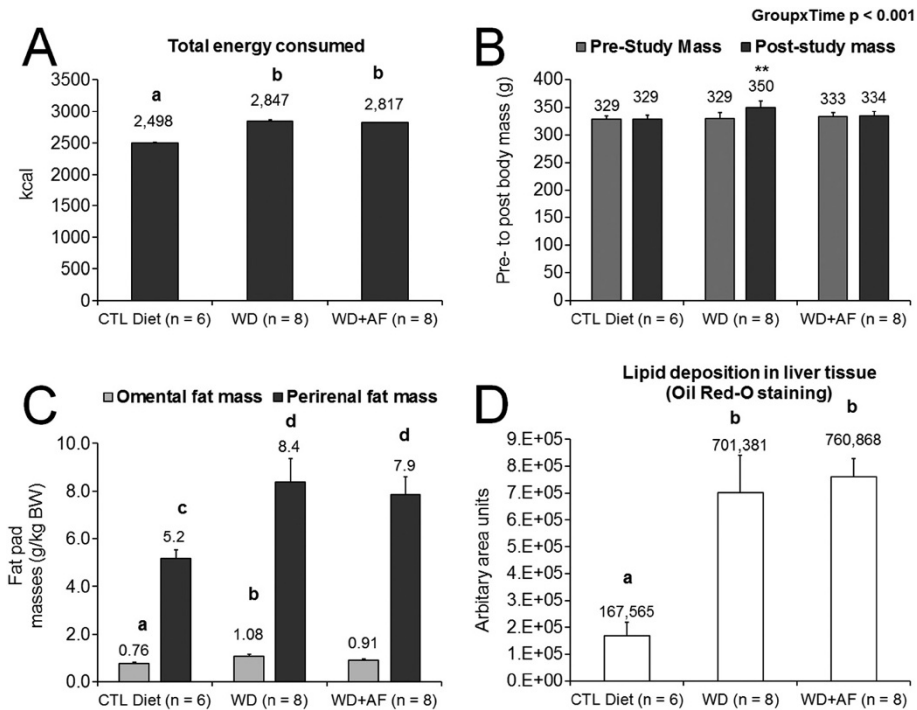 GroupxTime p < 0.001
A
Total energy consumed
a
b
b
3500
3000
2500
2000
1500
1000
500
0
kcal
2,498
2,847
2,817
CTL Diet (n = 6)
WD (n = 8)
WD+AF (n = 8)
B
Pre-Study Mass
Post-study mass
**
400
350
300
250
200
150
100
50
0
Pre- to post body mass (g)
329
329
329
350
333
334
CTL Diet (n = 6)
WD (n = 8)
WD+AF (n = 8)
C
Omental fat mass
Perirenal fat mass
10.0
8.0
6.0
4.0
2.0
0.0
Fat pad
masses (g/kg BW)
a
0.76
c
5.2
b
1.08
d
8.4
0.91
d
7.9
CTL Diet (n = 6)
WD (n = 8)
WD+AF (n = 8)
D
Lipid deposition in liver tissue
(Oil Red-O staining)
9.E+05
8.E+05
7.E+05
6.E+05
5.E+05
4.E+05
3.E+05
2.E+05
1.E+05
0.E+00
Arbitary area units
a
167,565
b
701,381
b
760,868
CTL Diet (n = 6)
WD (n = 8)
WD+AF (n = 8)